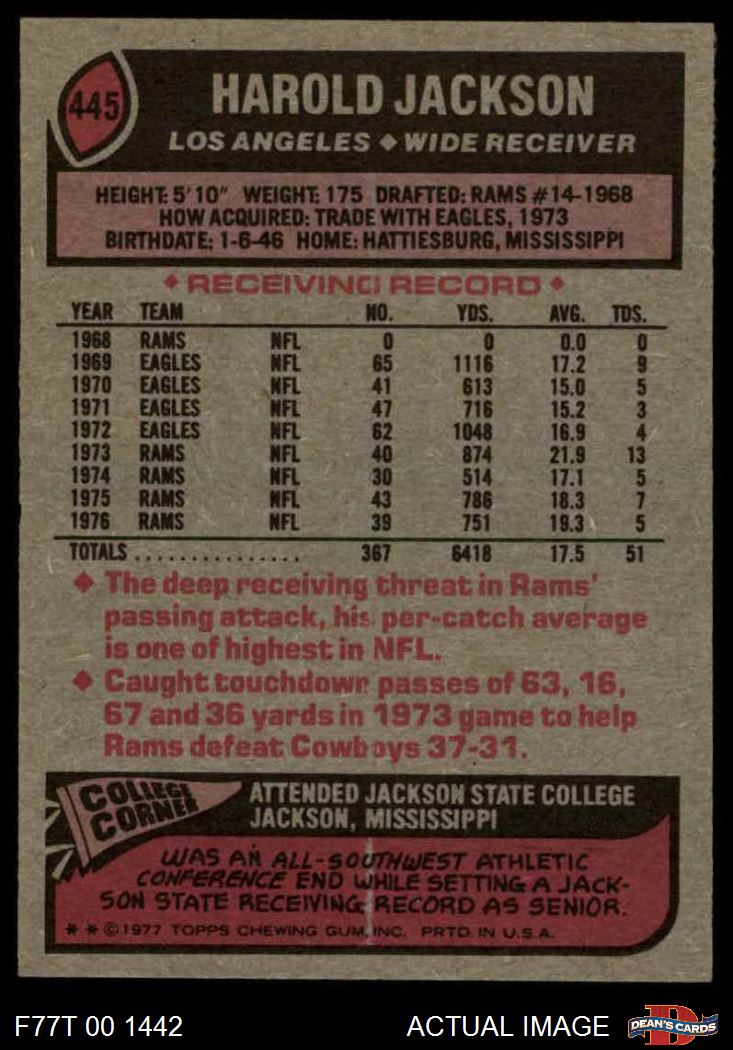 445
HAROLD JACKSON
LOS ANGELES ♦ WIDE RECEIVER
HEIGHT: 5'10" WEIGHT: 175 DRAFTED: RAMS #14-1968
HOW ACQUIRED: TRADE WITH EAGLES, 1973
BIRTHDATE: 1-6-46 HOME: HATTIESBURG, MISSISSIPPI
♦ RECEIVING RECORD ♦
YEAR TEAM NO. YDS. AVG. TDS.
1968 RAMS NFL 0 0 0.0 0
1969 EAGLES NFL 65 1116 17.2 9
1970 EAGLES NFL 41 613 15.0 5
1971 EAGLES NFL 47 716 15.2 3
1972 EAGLES NFL 62 1048 16.9 4
1973 RAMS NFL 40 874 21.9 13
1974 RAMS NFL 30 514 17.1 5
1975 RAMS NFL 43 786 18.3 7
1976 RAMS NFL 39 751 19.3 5
TOTALS ............... 367 6418 17.5 51
♦ The deep receiving threat in Rams'
passing attack, his per-catch average
is one of highest in NFL.
♦ Caught touchdown passes of 63, 16,
67 and 36 yards in 1973 game to help
Rams defeat Cowboys 37-31.
COLLEGE
CORNER
ATTENDED JACKSON STATE COLLEGE
JACKSON, MISSISSIPPI
WAS AN ALL-SOUTHWEST ATHLETIC
CONFERENCE END WHILE SETTING A JACK-
SON STATE RECEIVING RECORD AS SENIOR.
* * ©1977 TOPPS CHEWING GUM, INC. PRTD. IN U.S.A.
F77T 00 1442
ACTUAL IMAGE
D
DEAN'S CARDS